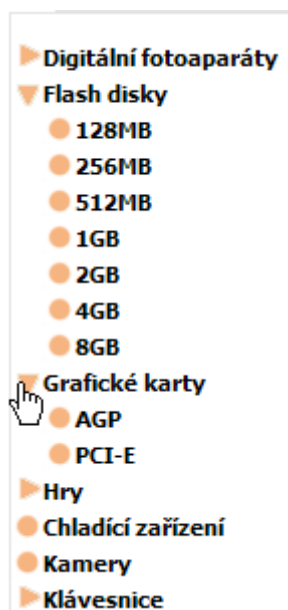 Digitální fotoaparáty
Flash disky
128MB
256MB
512MB
1GB
2GB
4GB
8GB
Grafické karty
AGP
PCI-E
Hry
Chladící zařízení
Kamery
Klávesnice